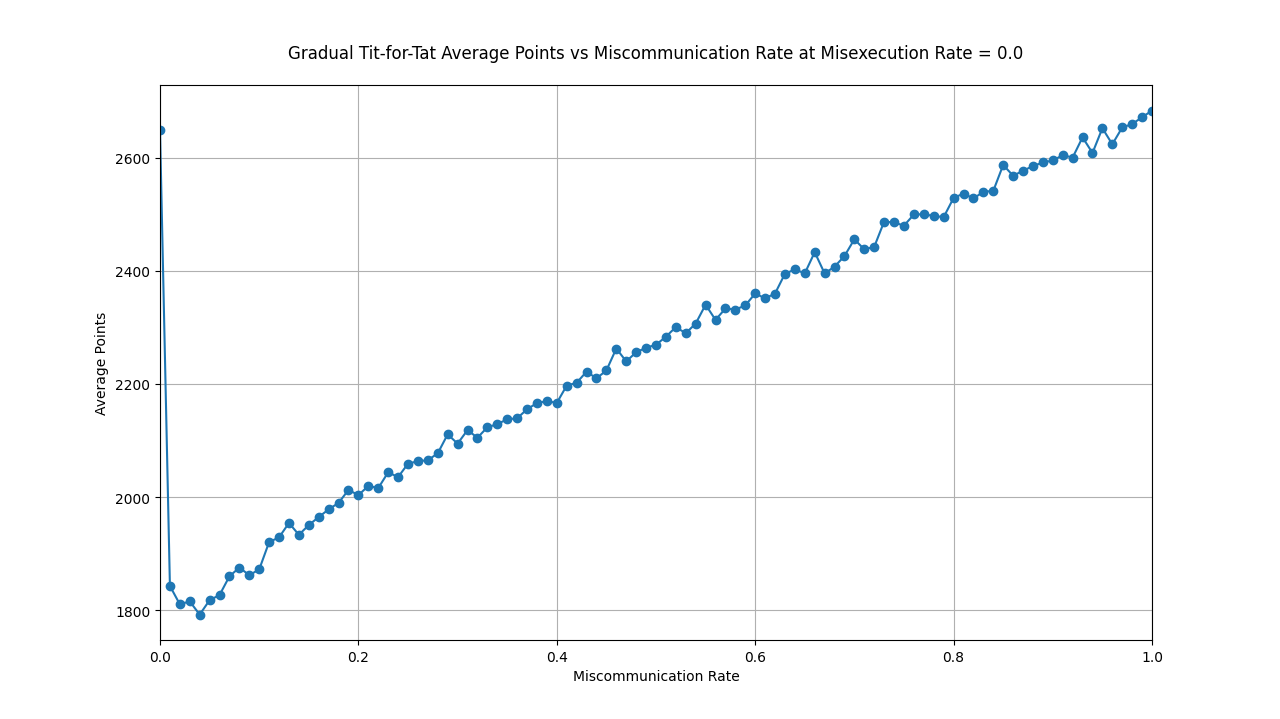 Gradual Tit-for-Tat Average Points vs Miscommunication Rate at Misexecution Rate = 0.0
2600
2400
2200
2000
1800
Average Points
0.0 0.2 0.4 0.6 0.8 1.0
Miscommunication Rate